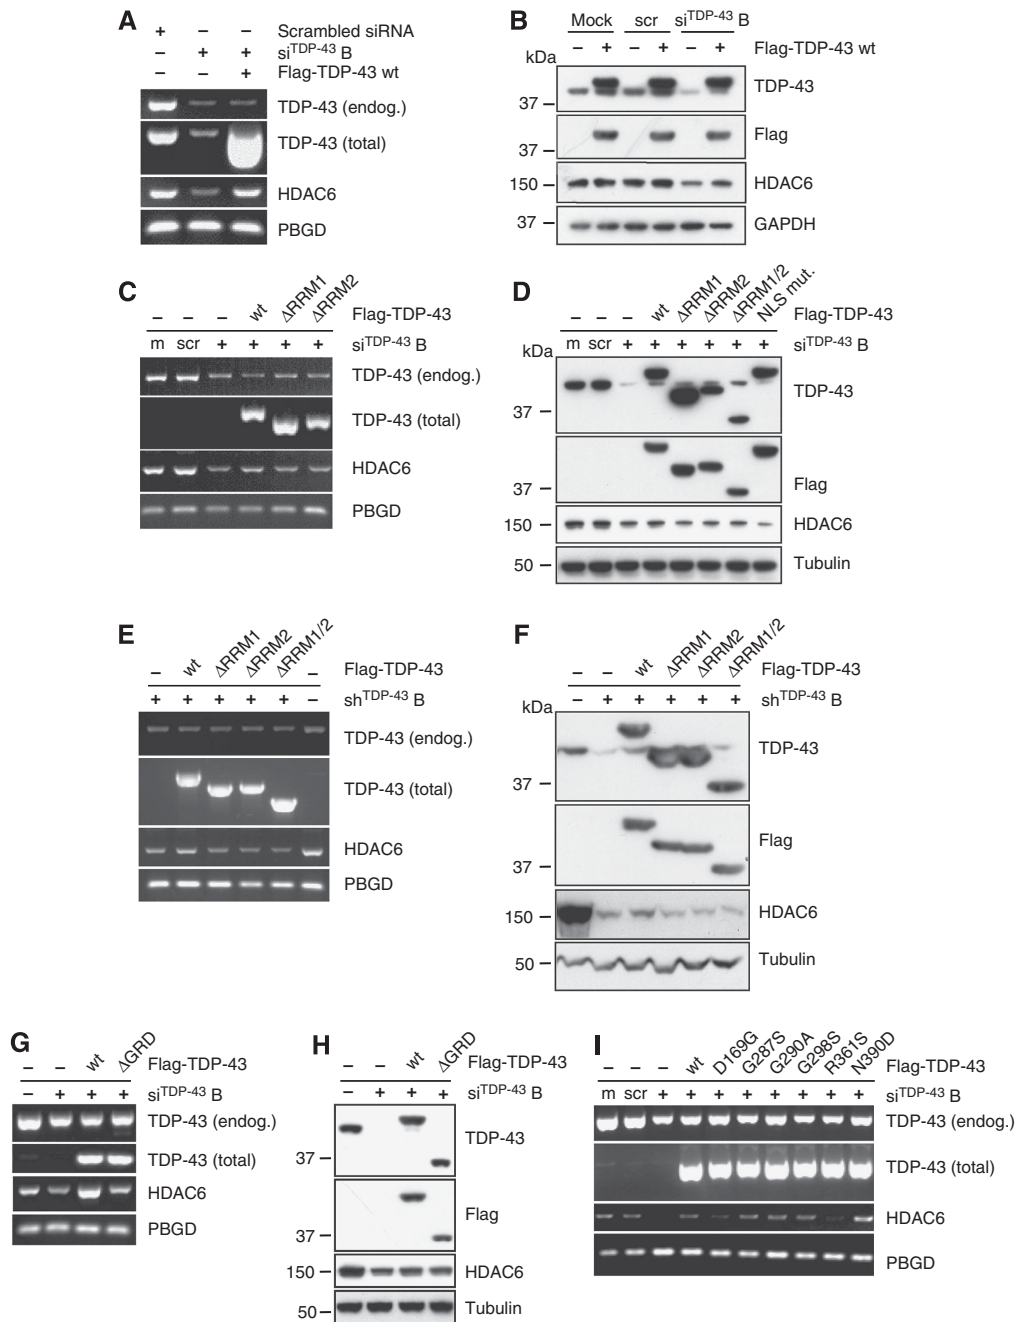 A
+ – – Scrambled siRNA
– + + siTDP-43 B
– – + Flag-TDP-43 wt
TDP-43 (endog.)
TDP-43 (total)
HDAC6
PBGD
B
Mock scr siTDP-43 B
– + – + – + Flag-TDP-43 wt
kDa
TDP-43
37
Flag
37
150 HDAC6
37 GAPDH
C
– – – wt ΔRRM1 ΔRRM2 Flag-TDP-43
m scr + + + + siTDP-43 B
TDP-43 (endog.)
TDP-43 (total)
HDAC6
PBGD
D
– – – wt ΔRRM1 ΔRRM2 ΔRRM1/2 NLS mut. Flag-TDP-43
m scr + + + + + + siTDP-43 B
kDa
TDP-43
37
Flag
37
150 HDAC6
50 Tubulin
E
– wt ΔRRM1 ΔRRM2 ΔRRM1/2 – Flag-TDP-43
+ + + + + – shTDP-43 B
TDP-43 (endog.)
TDP-43 (total)
HDAC6
PBGD
F
– – wt ΔRRM1 ΔRRM2 ΔRRM1/2 Flag-TDP-43
– + + + + + shTDP-43 B
kDa
TDP-43
37
Flag
37
150 HDAC6
50 Tubulin
G
– – wt ΔGRD Flag-TDP-43
– + + + siTDP-43 B
TDP-43 (endog.)
TDP-43 (total)
HDAC6
PBGD
H
– – wt ΔGRD Flag-TDP-43
– + + + siTDP-43 B
TDP-43
37
Flag
37
150 HDAC6
50 Tubulin
I
– – – wt D169G G287S G290A G298S R361S N390D Flag-TDP-43
m scr + + + + + + + + siTDP-43 B
TDP-43 (endog.)
TDP-43 (total)
HDAC6
PBGD